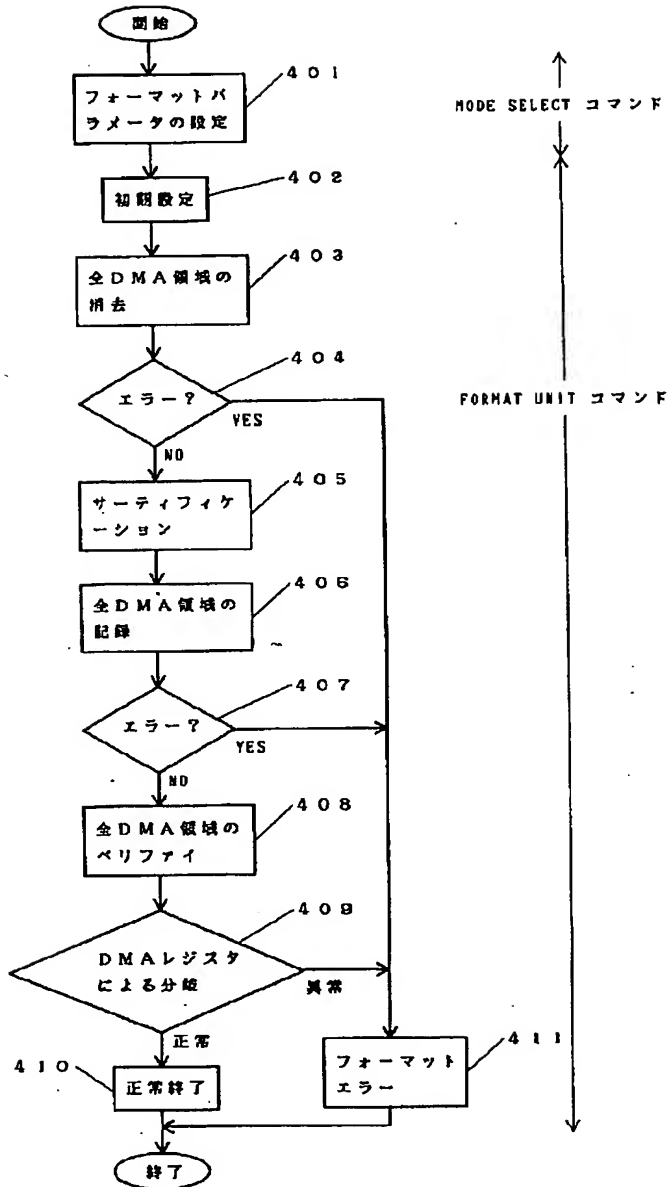 開始
401
フォーマットパ
ラメータの設定
MODE SELECT コマンド
402
初期設定
403
全DMA領域の
消去
404
エラー?
YES
NO
FORMAT UNIT コマンド
405
サーティフィケ
ーション
406
全DMA領域の
記録
407
エラー?
YES
NO
408
全DMA領域の
ベリファイ
409
DMAレジスタ
による分岐
異常
正常
410
正常終了
411
フォーマット
エラー
終了